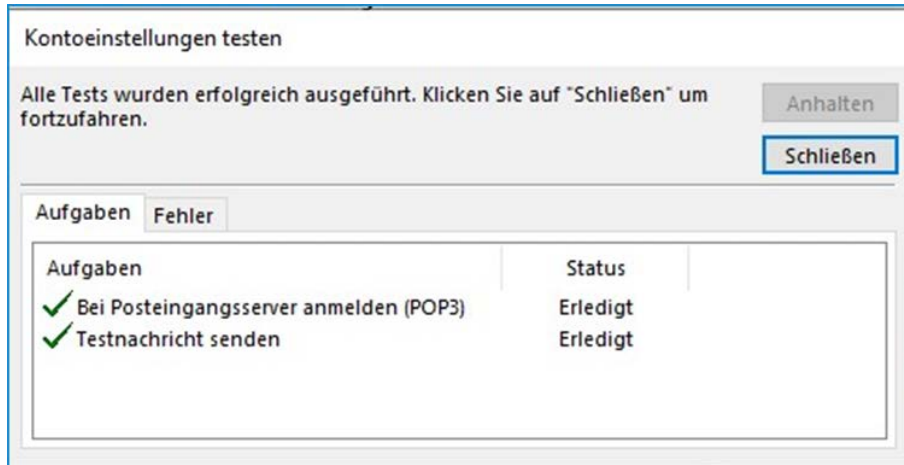 Kontoeinstellungen testen
Alle Tests wurden erfolgreich ausgeführt. Klicken Sie auf "Schließen" um
fortzufahren.
Anhalten
Schließen
Aufgaben Fehler
Aufgaben Status
Bei Posteingangsserver anmelden (POP3) Erledigt
Testnachricht senden Erledigt